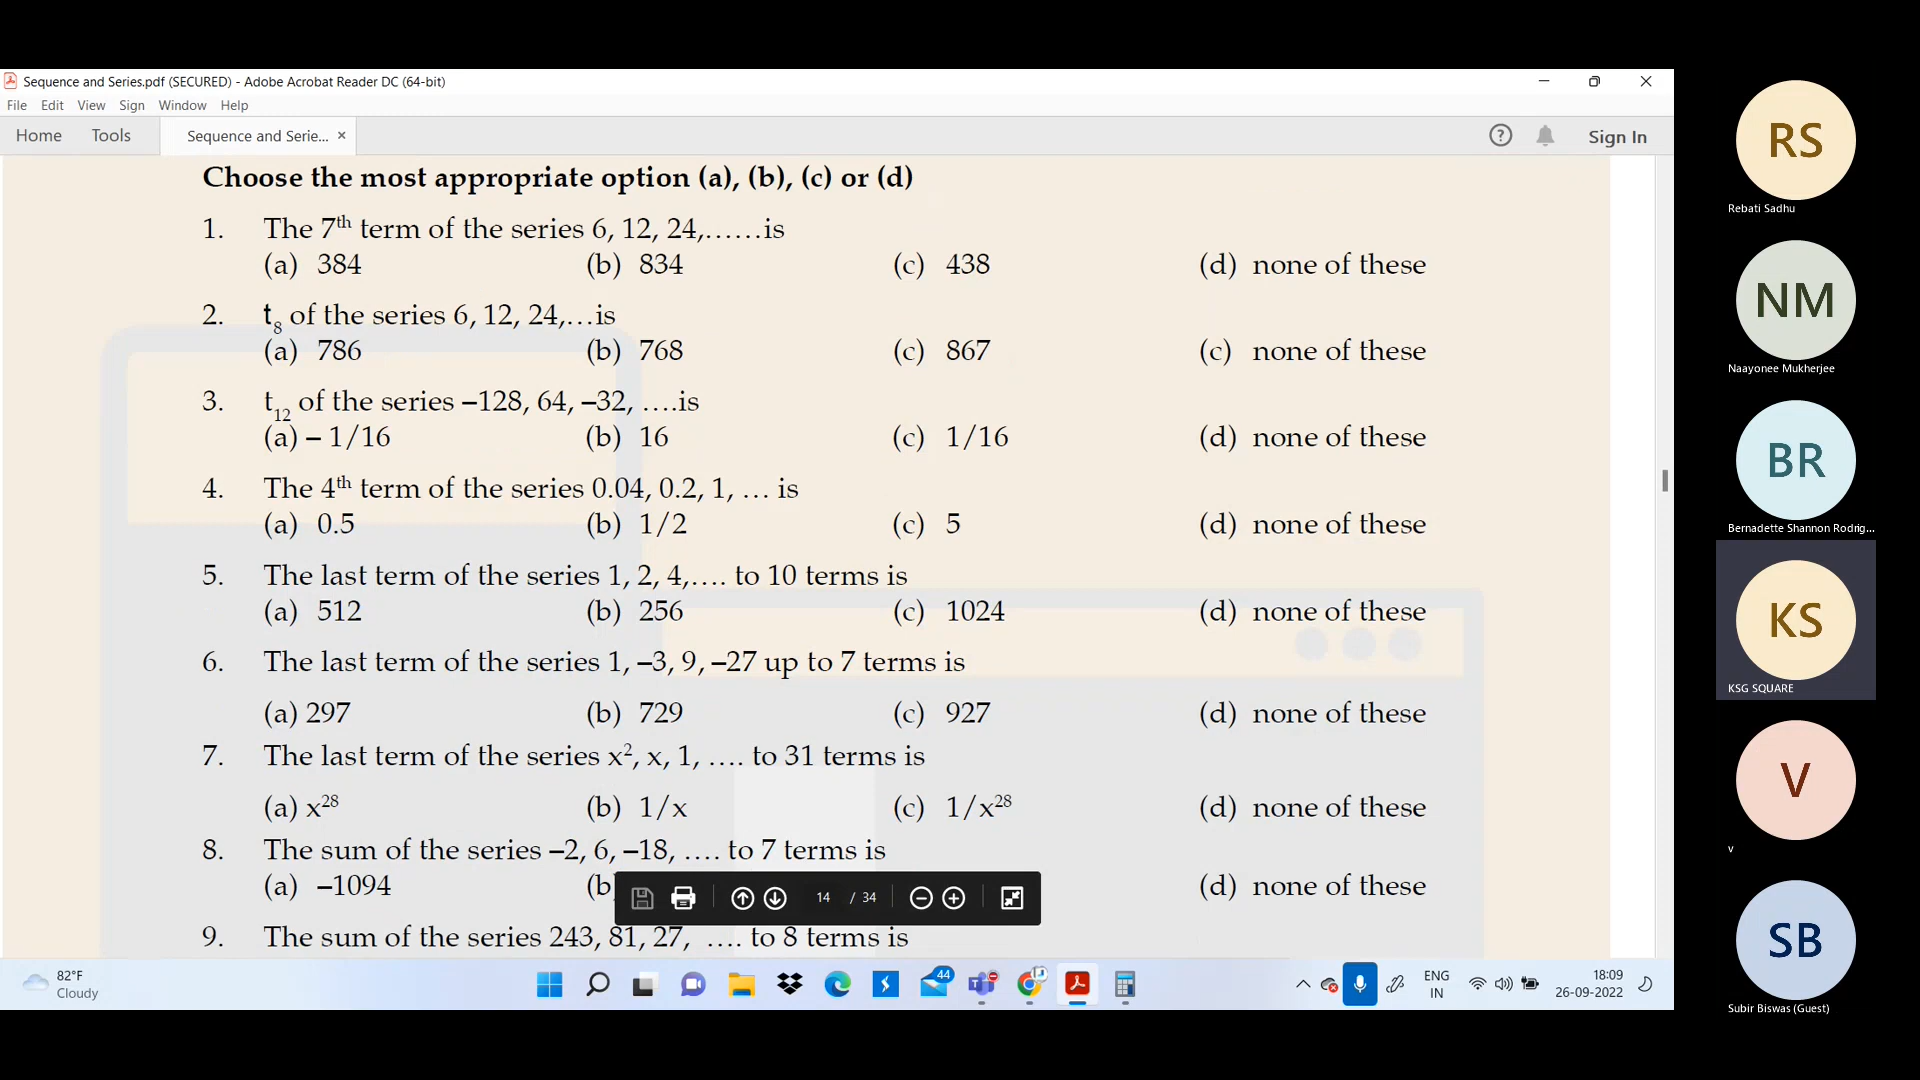 Sequence and Series.pdf (SECURED) - Adobe Acrobat Reader DC (64-bit)
File Edit View Sign Window Help
Home Tools Sequence and Serie... × Sign In
Choose the most appropriate option (a), (b), (c) or (d)
1. The 7th term of the series 6, 12, 24,……is
(a) 384 (b) 834 (c) 438 (d) none of these
2. t8 of the series 6, 12, 24,…is
(a) 786 (b) 768 (c) 867 (c) none of these
3. t12 of the series –128, 64, –32, ….is
(a) – 1/16 (b) 16 (c) 1/16 (d) none of these
4. The 4th term of the series 0.04, 0.2, 1, … is
(a) 0.5 (b) 1/2 (c) 5 (d) none of these
5. The last term of the series 1, 2, 4,…. to 10 terms is
(a) 512 (b) 256 (c) 1024 (d) none of these
6. The last term of the series 1, –3, 9, –27 up to 7 terms is
(a) 297 (b) 729 (c) 927 (d) none of these
7. The last term of the series x², x, 1, …. to 31 terms is
(a) x²⁸ (b) 1/x (c) 1/x²⁸ (d) none of these
8. The sum of the series –2, 6, –18, …. to 7 terms is
(a) –1094 (b (d) none of these
14 / 34
9. The sum of the series 243, 81, 27, …. to 8 terms is
82°F
Cloudy
44
ENG
IN
18:09
26-09-2022
RS
Rebati Sadhu
NM
Naayonee Mukherjee
BR
Bernadette Shannon Rodrig...
KS
KSG SQUARE
V
v
SB
Subir Biswas (Guest)